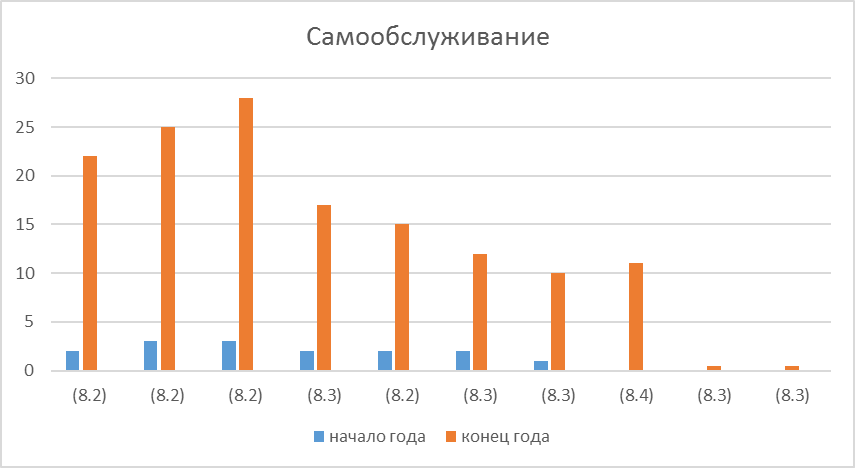 Самообслуживание
30
25
20
15
10
5
0
(8.2) (8.2) (8.2) (8.3) (8.2) (8.3) (8.3) (8.4) (8.3) (8.3)
начало года конец года